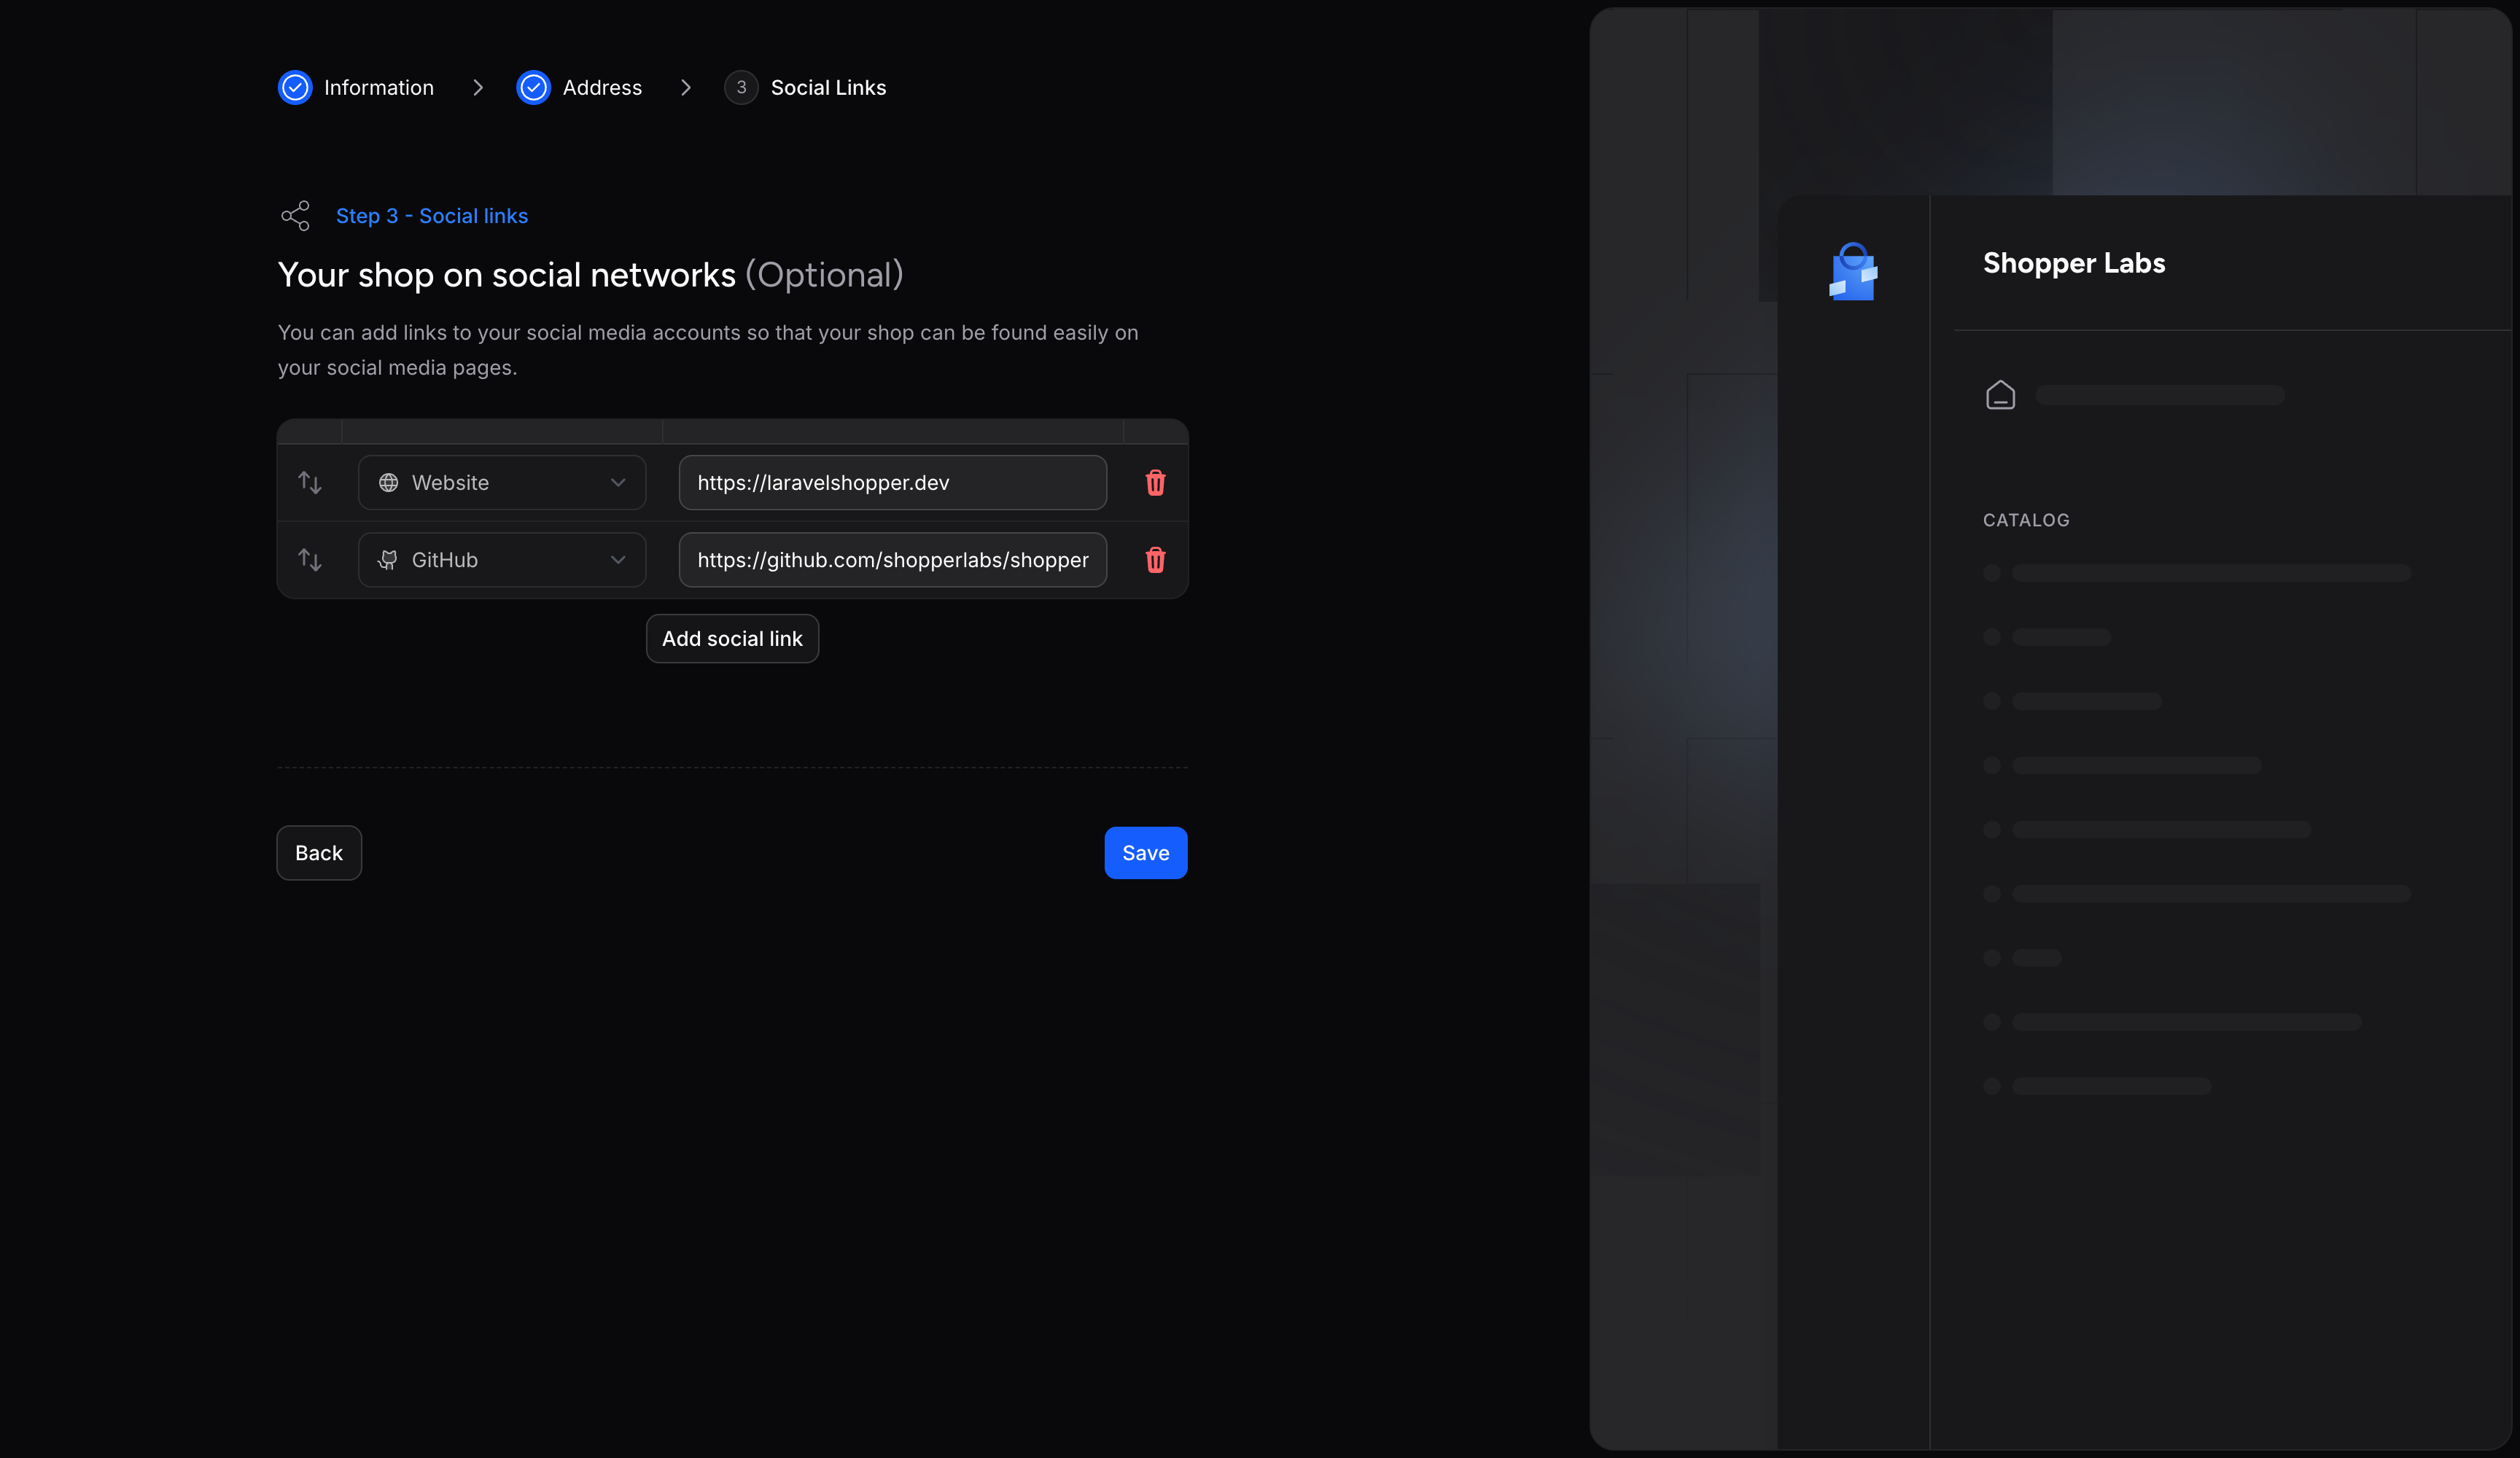 Information
Address
3
Social Links
Step 3 - Social links
Your shop on social networks (Optional)
You can add links to your social media accounts so that your shop can be found easily on
your social media pages.
Website
https://laravelshopper.dev
GitHub
https://github.com/shopperlabs/shopper
Add social link
Back
Save
Shopper Labs
CATALOG